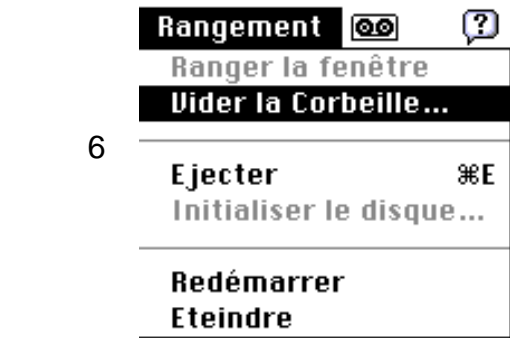 Rangement ?
Ranger la fenêtre
Vider la Corbeille...
6
Ejecter ⌘E
Initialiser le disque...
Redémarrer
Eteindre